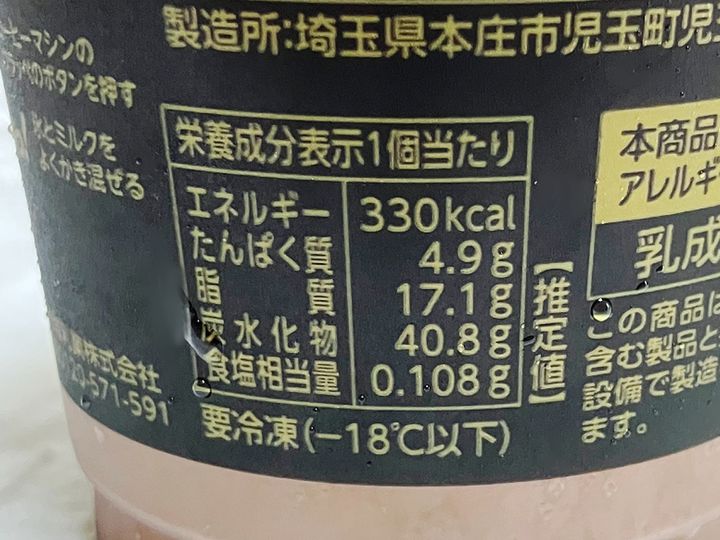 製造所:埼玉県本庄市児玉町児玉
マシンの
のボタンを押す
氷とミルクを
よくかき混ぜる
栄養成分表示1個当たり
エネルギー 330kcal
たんぱく質 4.9g
脂質 17.1g
炭水化物 40.8g
食塩相当量 0.108g
【推定値】
要冷凍(-18℃以下)
株式会社
-571-591
本商品
アレルギ
乳成
この商品は
含む製品と
設備で製造
ます。